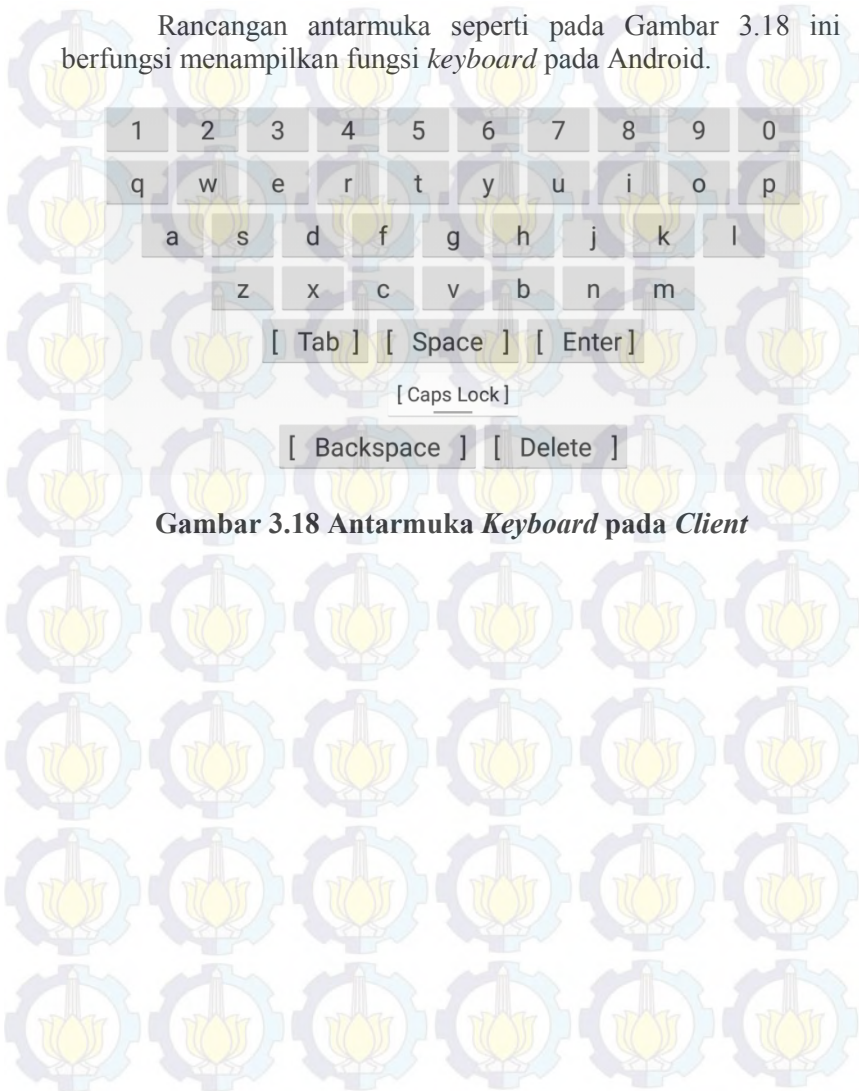 Rancangan antarmuka seperti pada Gambar 3.18 ini
berfungsi menampilkan fungsi keyboard pada Android.
1 2 3 4 5 6 7 8 9 0
q w e r t y u i o p
a s d f g h j k l
z x c v b n m
[ Tab ] [ Space ] [ Enter ]
[ Caps Lock ]
[ Backspace ] [ Delete ]
Gambar 3.18 Antarmuka Keyboard pada Client